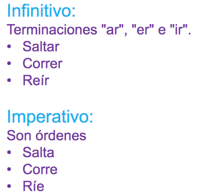 Infinitivo:
Terminaciones "ar", "er" e "ir".
• Saltar
• Correr
• Reír
Imperativo:
Son órdenes
• Salta
• Corre
• Ríe